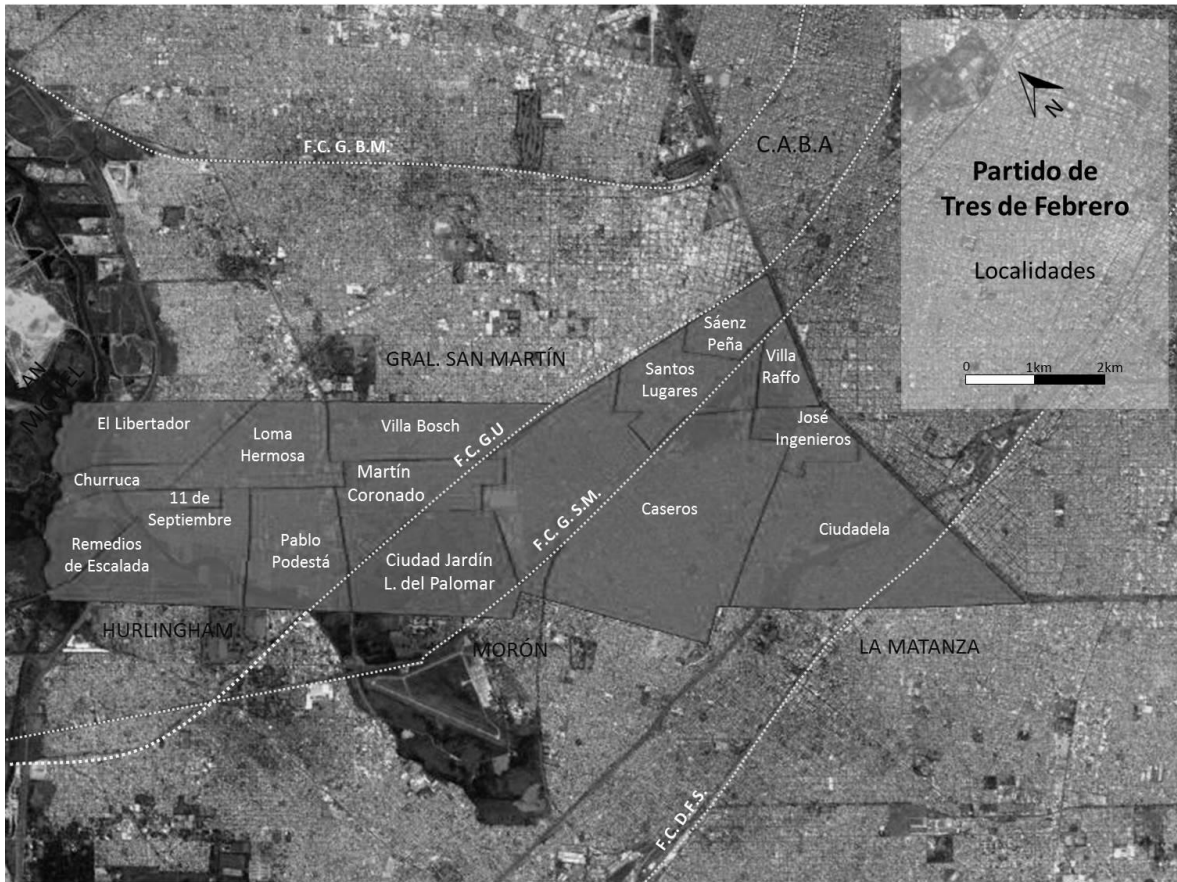 F.C. G. B.M.
C.A.B.A
N
Partido de
Tres de Febrero
Localidades
0
1km
2km
GRAL. SAN MARTÍN
SAN
MIGUEL
Sáenz
Peña
Santos
Lugares
Villa
Raffo
El Libertador
Loma
Hermosa
Villa Bosch
F.C. G.U
José
Ingenieros
Churruca
Martín
Coronado
11 de
Septiembre
F.C. G. S.M.
Caseros
Ciudadela
Remedios
de Escalada
Pablo
Podestá
Ciudad Jardín
L. del Palomar
HURLINGHAM
MORÓN
LA MATANZA
F.C. D.F.S.